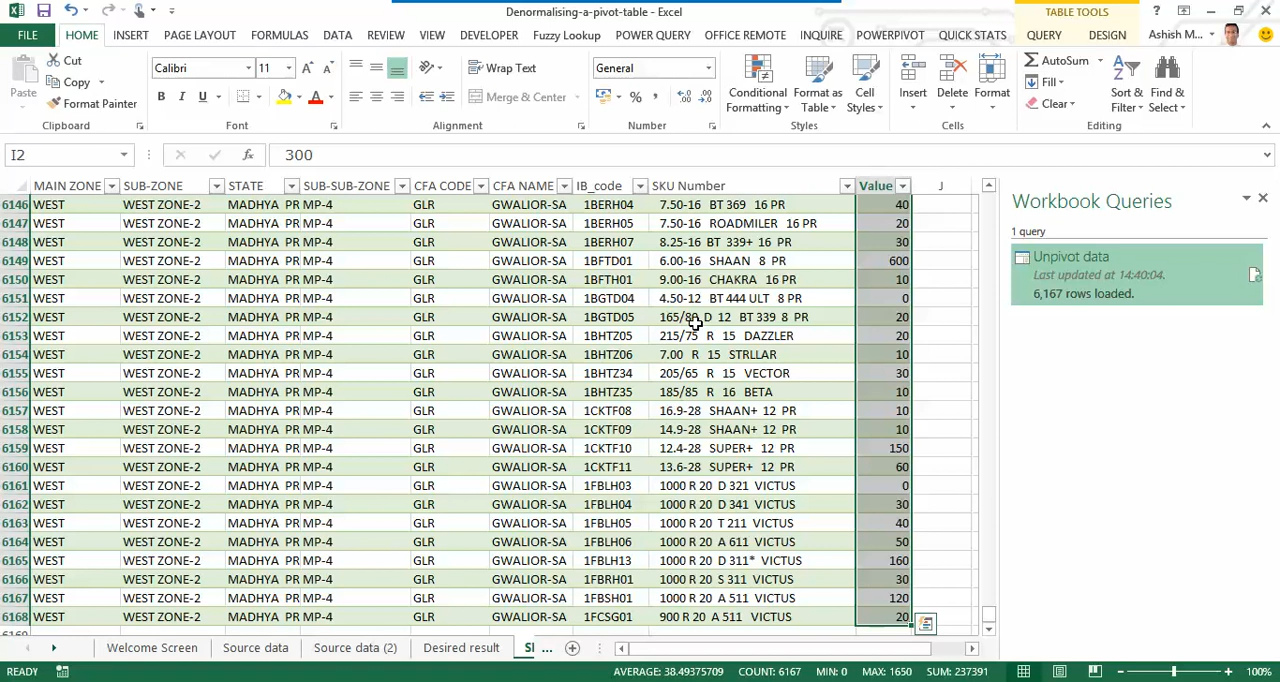 Denormalising-a-pivot-table - Excel
TABLE TOOLS
FILE HOME INSERT PAGE LAYOUT FORMULAS DATA REVIEW VIEW DEVELOPER Fuzzy Lookup POWER QUERY OFFICE REMOTE INQUIRE POWERPIVOT QUICK STATS QUERY DESIGN Ashish M...
Cut
Copy
Format Painter
Paste
Clipboard
Calibri 11
B I U
Font
Wrap Text
Merge & Center
Alignment
General
Number
Conditional Formatting
Format as Table
Cell Styles
Styles
Insert Delete Format
Cells
AutoSum
Fill
Clear
Sort & Filter
Find & Select
Editing
I2 fx 300
MAIN ZONE SUB-ZONE STATE SUB-SUB-ZONE CFA CODE CFA NAME IB_code SKU Number Value J
6146 WEST WEST ZONE-2 MADHYA PR MP-4 GLR GWALIOR-SA 1BERH04 7.50-16 BT 369 16 PR 40
6147 WEST WEST ZONE-2 MADHYA PR MP-4 GLR GWALIOR-SA 1BERH05 7.50-16 ROADMILER 16 PR 20
6148 WEST WEST ZONE-2 MADHYA PR MP-4 GLR GWALIOR-SA 1BERH07 8.25-16 BT 339+ 16 PR 30
6149 WEST WEST ZONE-2 MADHYA PR MP-4 GLR GWALIOR-SA 1BFTD01 6.00-16 SHAAN 8 PR 600
6150 WEST WEST ZONE-2 MADHYA PR MP-4 GLR GWALIOR-SA 1BFTH01 9.00-16 CHAKRA 16 PR 10
6151 WEST WEST ZONE-2 MADHYA PR MP-4 GLR GWALIOR-SA 1BGTD04 4.50-12 BT 444 ULT 8 PR 0
6152 WEST WEST ZONE-2 MADHYA PR MP-4 GLR GWALIOR-SA 1BGTD05 165/80 D 12 BT 339 8 PR 20
6153 WEST WEST ZONE-2 MADHYA PR MP-4 GLR GWALIOR-SA 1BHTZ05 215/75 R 15 DAZZLER 20
6154 WEST WEST ZONE-2 MADHYA PR MP-4 GLR GWALIOR-SA 1BHTZ06 7.00 R 15 STRLLAR 10
6155 WEST WEST ZONE-2 MADHYA PR MP-4 GLR GWALIOR-SA 1BHTZ34 205/65 R 15 VECTOR 30
6156 WEST WEST ZONE-2 MADHYA PR MP-4 GLR GWALIOR-SA 1BHTZ35 185/85 R 16 BETA 10
6157 WEST WEST ZONE-2 MADHYA PR MP-4 GLR GWALIOR-SA 1CKTF08 16.9-28 SHAAN+ 12 PR 10
6158 WEST WEST ZONE-2 MADHYA PR MP-4 GLR GWALIOR-SA 1CKTF09 14.9-28 SHAAN+ 12 PR 10
6159 WEST WEST ZONE-2 MADHYA PR MP-4 GLR GWALIOR-SA 1CKTF10 12.4-28 SUPER+ 12 PR 150
6160 WEST WEST ZONE-2 MADHYA PR MP-4 GLR GWALIOR-SA 1CKTF11 13.6-28 SUPER+ 12 PR 60
6161 WEST WEST ZONE-2 MADHYA PR MP-4 GLR GWALIOR-SA 1FBLH03 1000 R 20 D 321 VICTUS 0
6162 WEST WEST ZONE-2 MADHYA PR MP-4 GLR GWALIOR-SA 1FBLH04 1000 R 20 D 341 VICTUS 30
6163 WEST WEST ZONE-2 MADHYA PR MP-4 GLR GWALIOR-SA 1FBLH05 1000 R 20 T 211 VICTUS 40
6164 WEST WEST ZONE-2 MADHYA PR MP-4 GLR GWALIOR-SA 1FBLH06 1000 R 20 A 611 VICTUS 50
6165 WEST WEST ZONE-2 MADHYA PR MP-4 GLR GWALIOR-SA 1FBLH13 1000 R 20 D 311* VICTUS 160
6166 WEST WEST ZONE-2 MADHYA PR MP-4 GLR GWALIOR-SA 1FBRH01 1000 R 20 S 311 VICTUS 30
6167 WEST WEST ZONE-2 MADHYA PR MP-4 GLR GWALIOR-SA 1FBSH01 1000 R 20 A 511 VICTUS 120
6168 WEST WEST ZONE-2 MADHYA PR MP-4 GLR GWALIOR-SA 1FCSG01 900 R 20 A 511 VICTUS 20
6169
Workbook Queries
1 query
Unpivot data
Last updated at 14:40:04.
6,167 rows loaded.
Welcome Screen Source data Source data (2) Desired result ...
READY AVERAGE: 38.49375709 COUNT: 6167 MIN: 0 MAX: 1650 SUM: 237391 100%